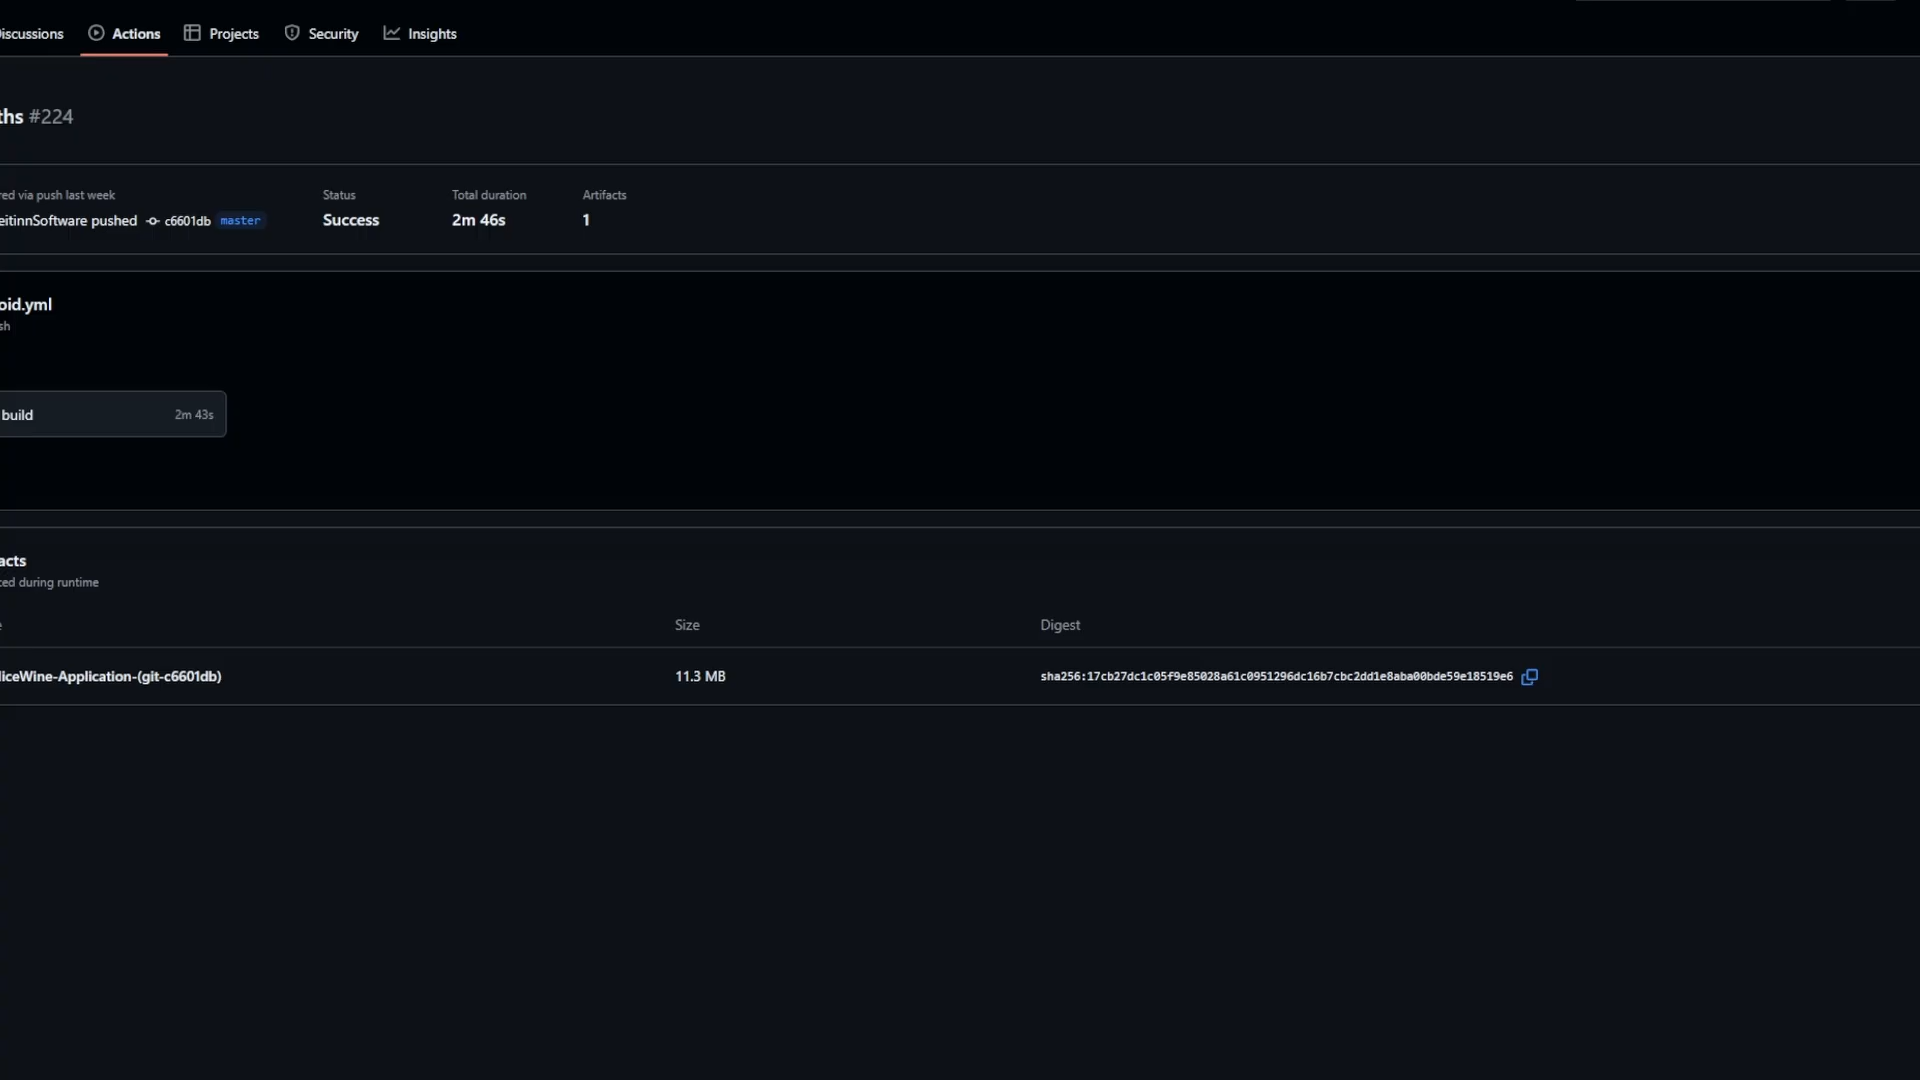 iscussions Actions Projects Security Insights
ths #224
red via push last week Status Total duration Artifacts
eitinnSoftware pushed c6601db master Success 2m 46s 1
oid.yml
sh
build 2m 43s
acts
ced during runtime
e Size Digest
liceWine-Application-(git-c6601db) 11.3 MB sha256:17cb27dc1c05f9e85028a61c0951296dc16b7cbc2dd1e8aba00bde59e18519e6